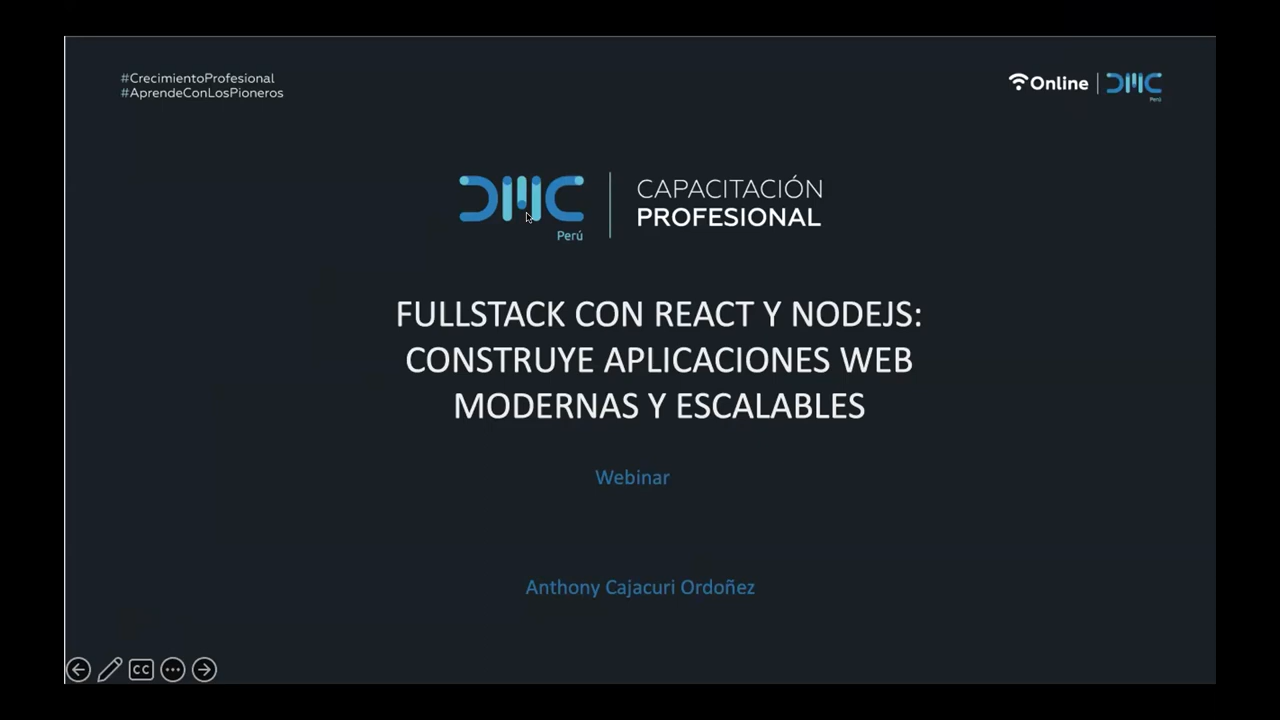 #CrecimientoProfesional
#AprendeConLosPioneros
Online
DMC
Perú
DMC
Perú
CAPACITACIÓN
PROFESIONAL
FULLSTACK CON REACT Y NODEJS:
CONSTRUYE APLICACIONES WEB
MODERNAS Y ESCALABLES
Webinar
Anthony Cajacuri Ordoñez
CC